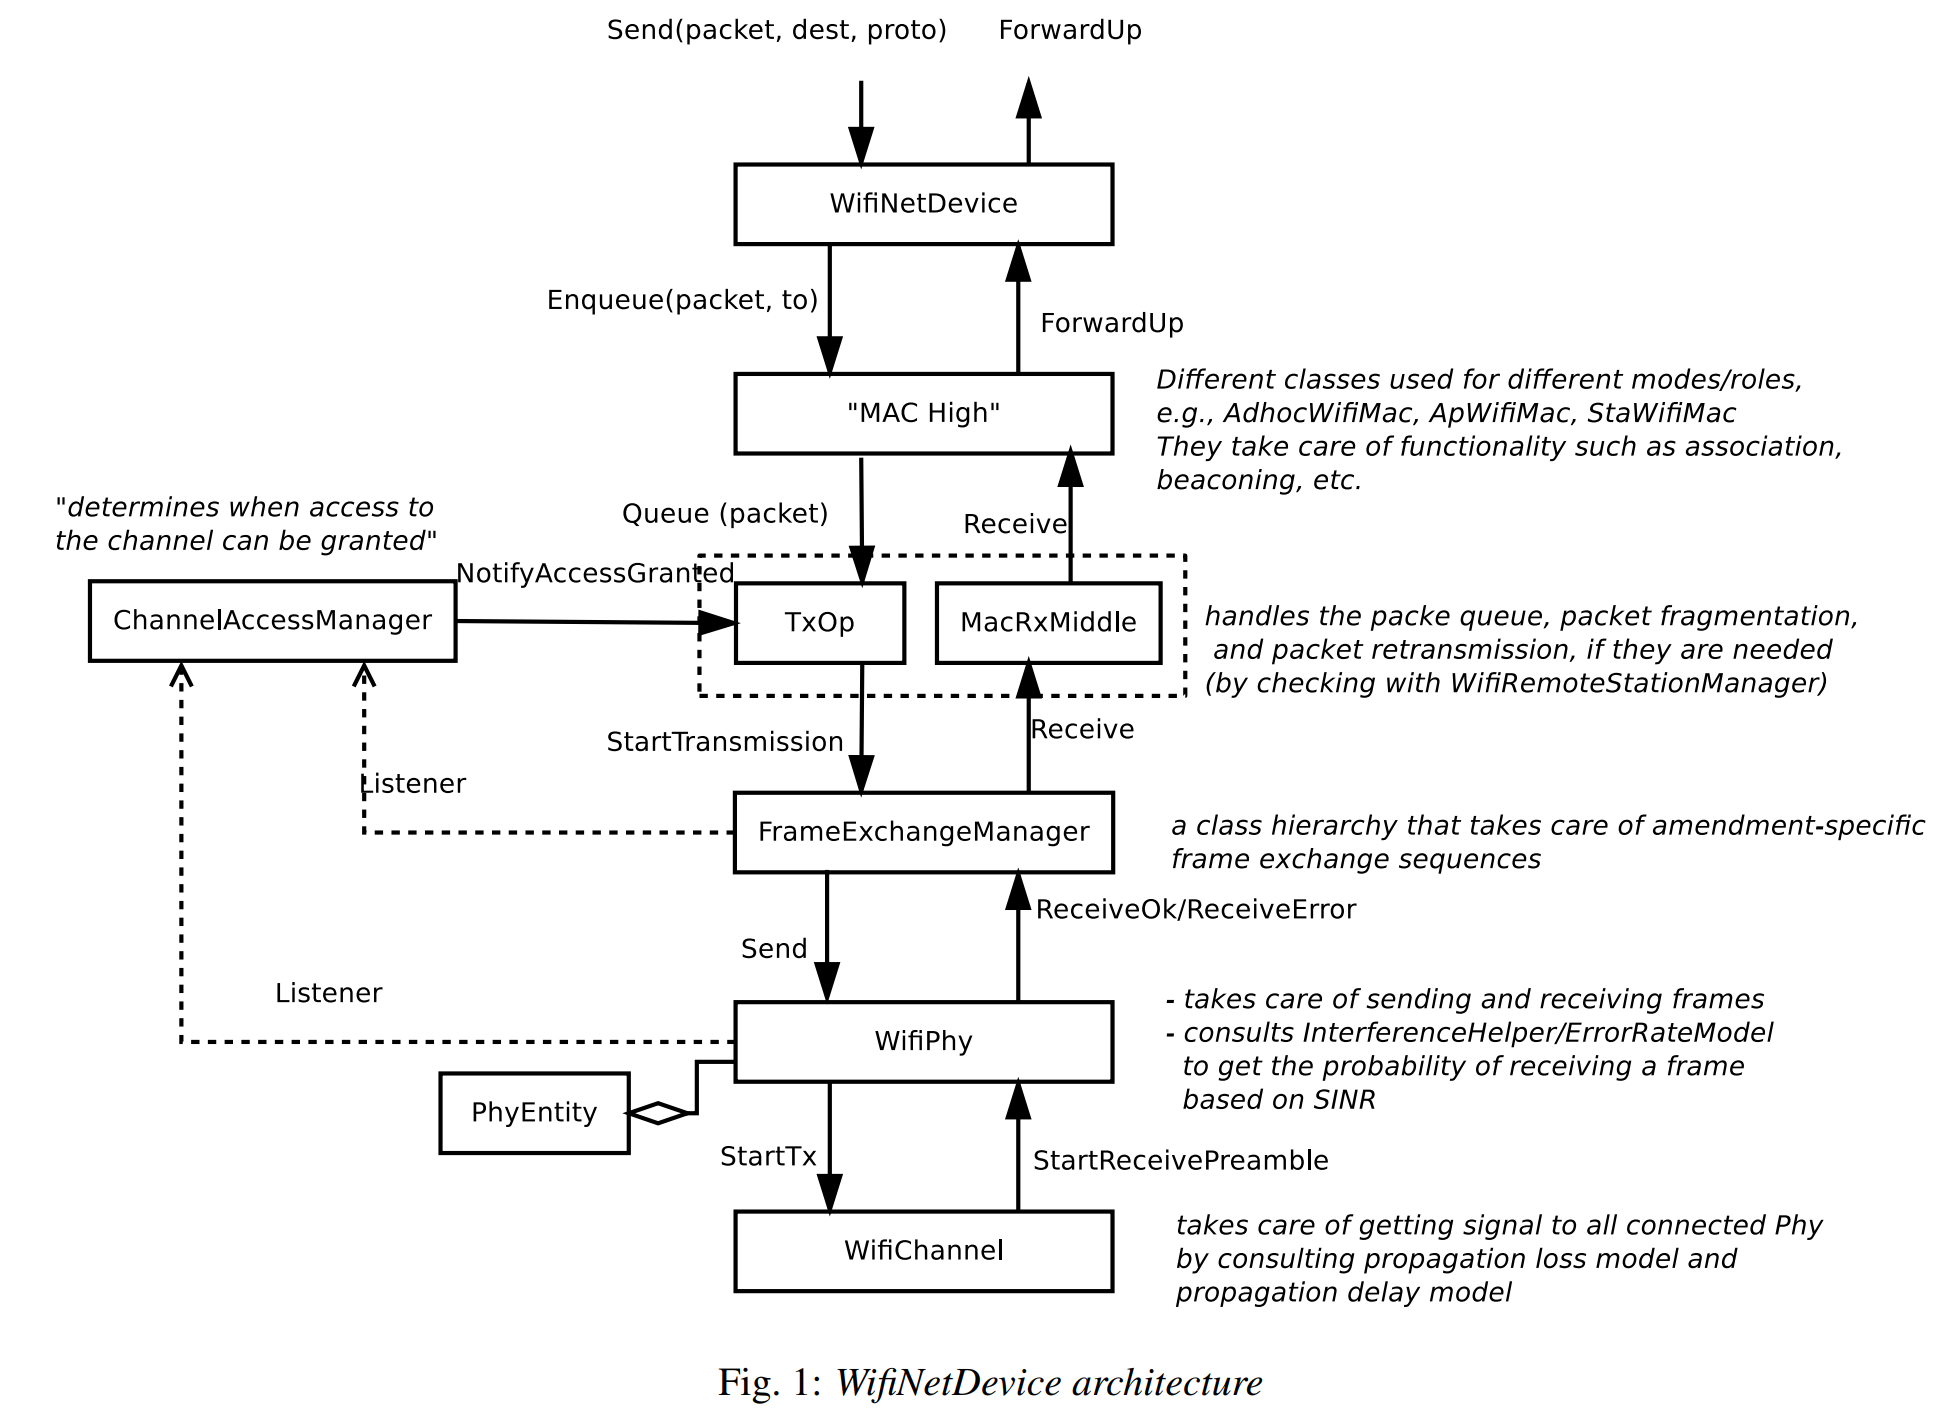 Send(packet, dest, proto)
ForwardUp
WifiNetDevice
Enqueue(packet, to)
ForwardUp
"MAC High"
Different classes used for different modes/roles,
e.g., AdhocWifiMac, ApWifiMac, StaWifiMac
They take care of functionality such as association,
beaconing, etc.
"determines when access to
the channel can be granted"
Queue (packet)
Receive
NotifyAccessGranted
ChannelAccessManager
TxOp
MacRxMiddle
handles the packe queue, packet fragmentation,
and packet retransmission, if they are needed
(by checking with WifiRemoteStationManager)
StartTransmission
Receive
Listener
FrameExchangeManager
a class hierarchy that takes care of amendment-specific
frame exchange sequences
ReceiveOk/ReceiveError
Send
Listener
WifiPhy
- takes care of sending and receiving frames
- consults InterferenceHelper/ErrorRateModel
to get the probability of receiving a frame
based on SINR
PhyEntity
StartTx
StartReceivePreamble
WifiChannel
takes care of getting signal to all connected Phy
by consulting propagation loss model and
propagation delay model
Fig. 1: WifiNetDevice architecture